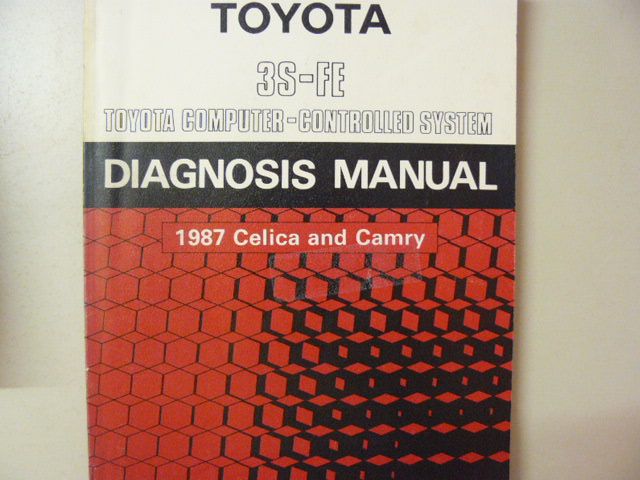 TOYOTA
3S-FE
TOYOTA COMPUTER-CONTROLLED SYSTEM
DIAGNOSIS MANUAL
1987 Celica and Camry